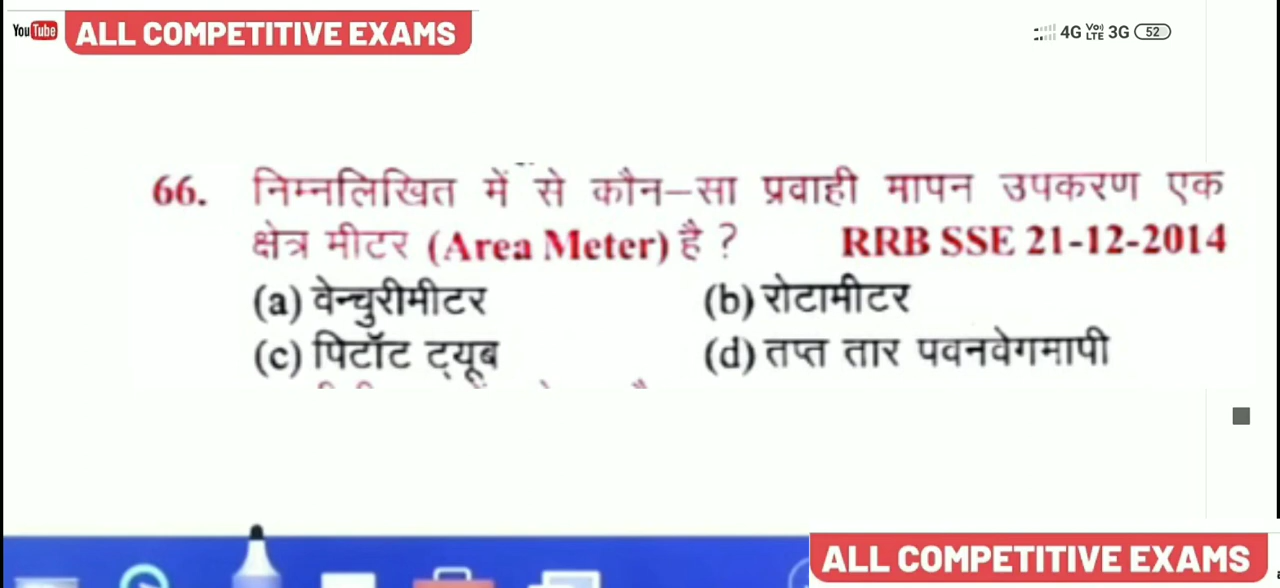 YouTube ALL COMPETITIVE EXAMS
4G VoLTE 3G 52
66. निम्नलिखित में से कौन–सा प्रवाही मापन उपकरण एक
क्षेत्र मीटर (Area Meter) है ? RRB SSE 21-12-2014
(a) वेन्चुरीमीटर (b) रोटामीटर
(c) पिटॉट ट्यूब (d) तप्त तार पवनवेगमापी
ALL COMPETITIVE EXAMS